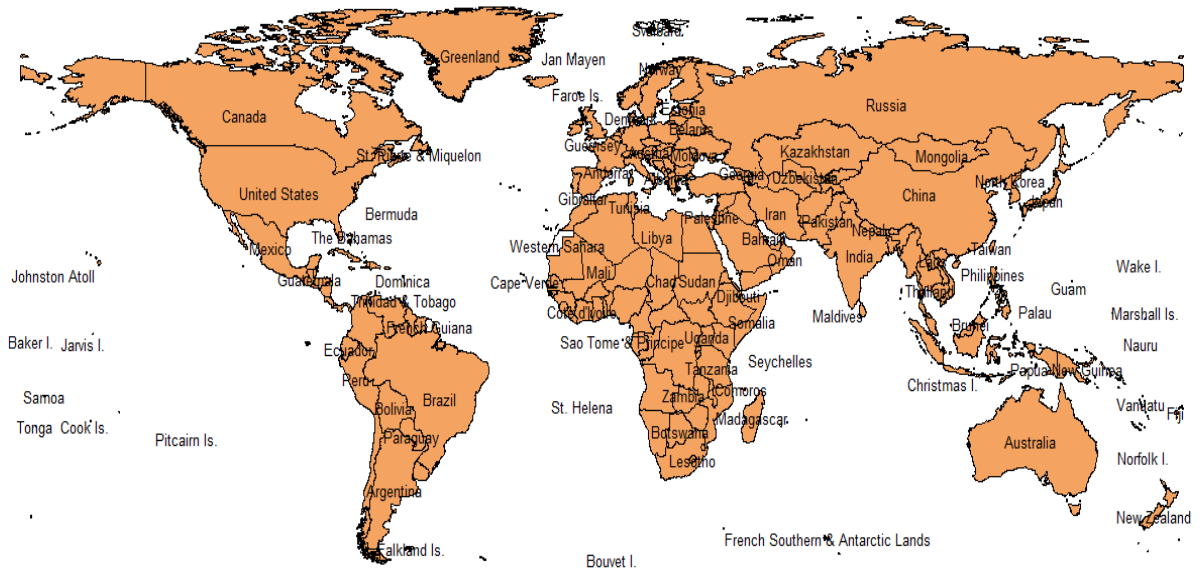 Svalbard
Greenland
Jan Mayen
Norway
Faroe Is.
Russia
Canada
Denmark
Estonia
Belarus
Guernsey
St. Pierre & Miquelon
Austria
Moldova
Kazakhstan
Mongolia
Andorra
Albania
Georgia
Uzbekistan
North Korea
United States
China
Japan
Gibraltar
Tunisia
Bermuda
Palestine
Iran
Pakistan
Nepal
The Bahamas
Mexico
Western Sahara
Libya
Bahrain
Taiwan
India
Oman
Laos
Wake I.
Johnston Atoll
Guatemala
Dominica
Cape Verde
Mali
Chad
Sudan
Philippines
Guam
Thailand
Djibouti
Trinidad & Tobago
Cote d'Ivoire
Maldives
Palau
Marshall Is.
Somalia
Brunei
French Guiana
Baker I.
Jarvis I.
Sao Tome & Principe
Uganda
Nauru
Ecuador
Seychelles
Tanzania
Papua New Guinea
Peru
Christmas I.
Comoros
Samoa
Brazil
Zambia
Bolivia
St. Helena
Vanuatu
Fiji
Madagascar
Tonga
Cook Is.
Pitcairn Is.
Paraguay
Botswana
Australia
Lesotho
Norfolk I.
Argentina
New Zealand
French Southern & Antarctic Lands
Falkland Is.
Bouvet I.